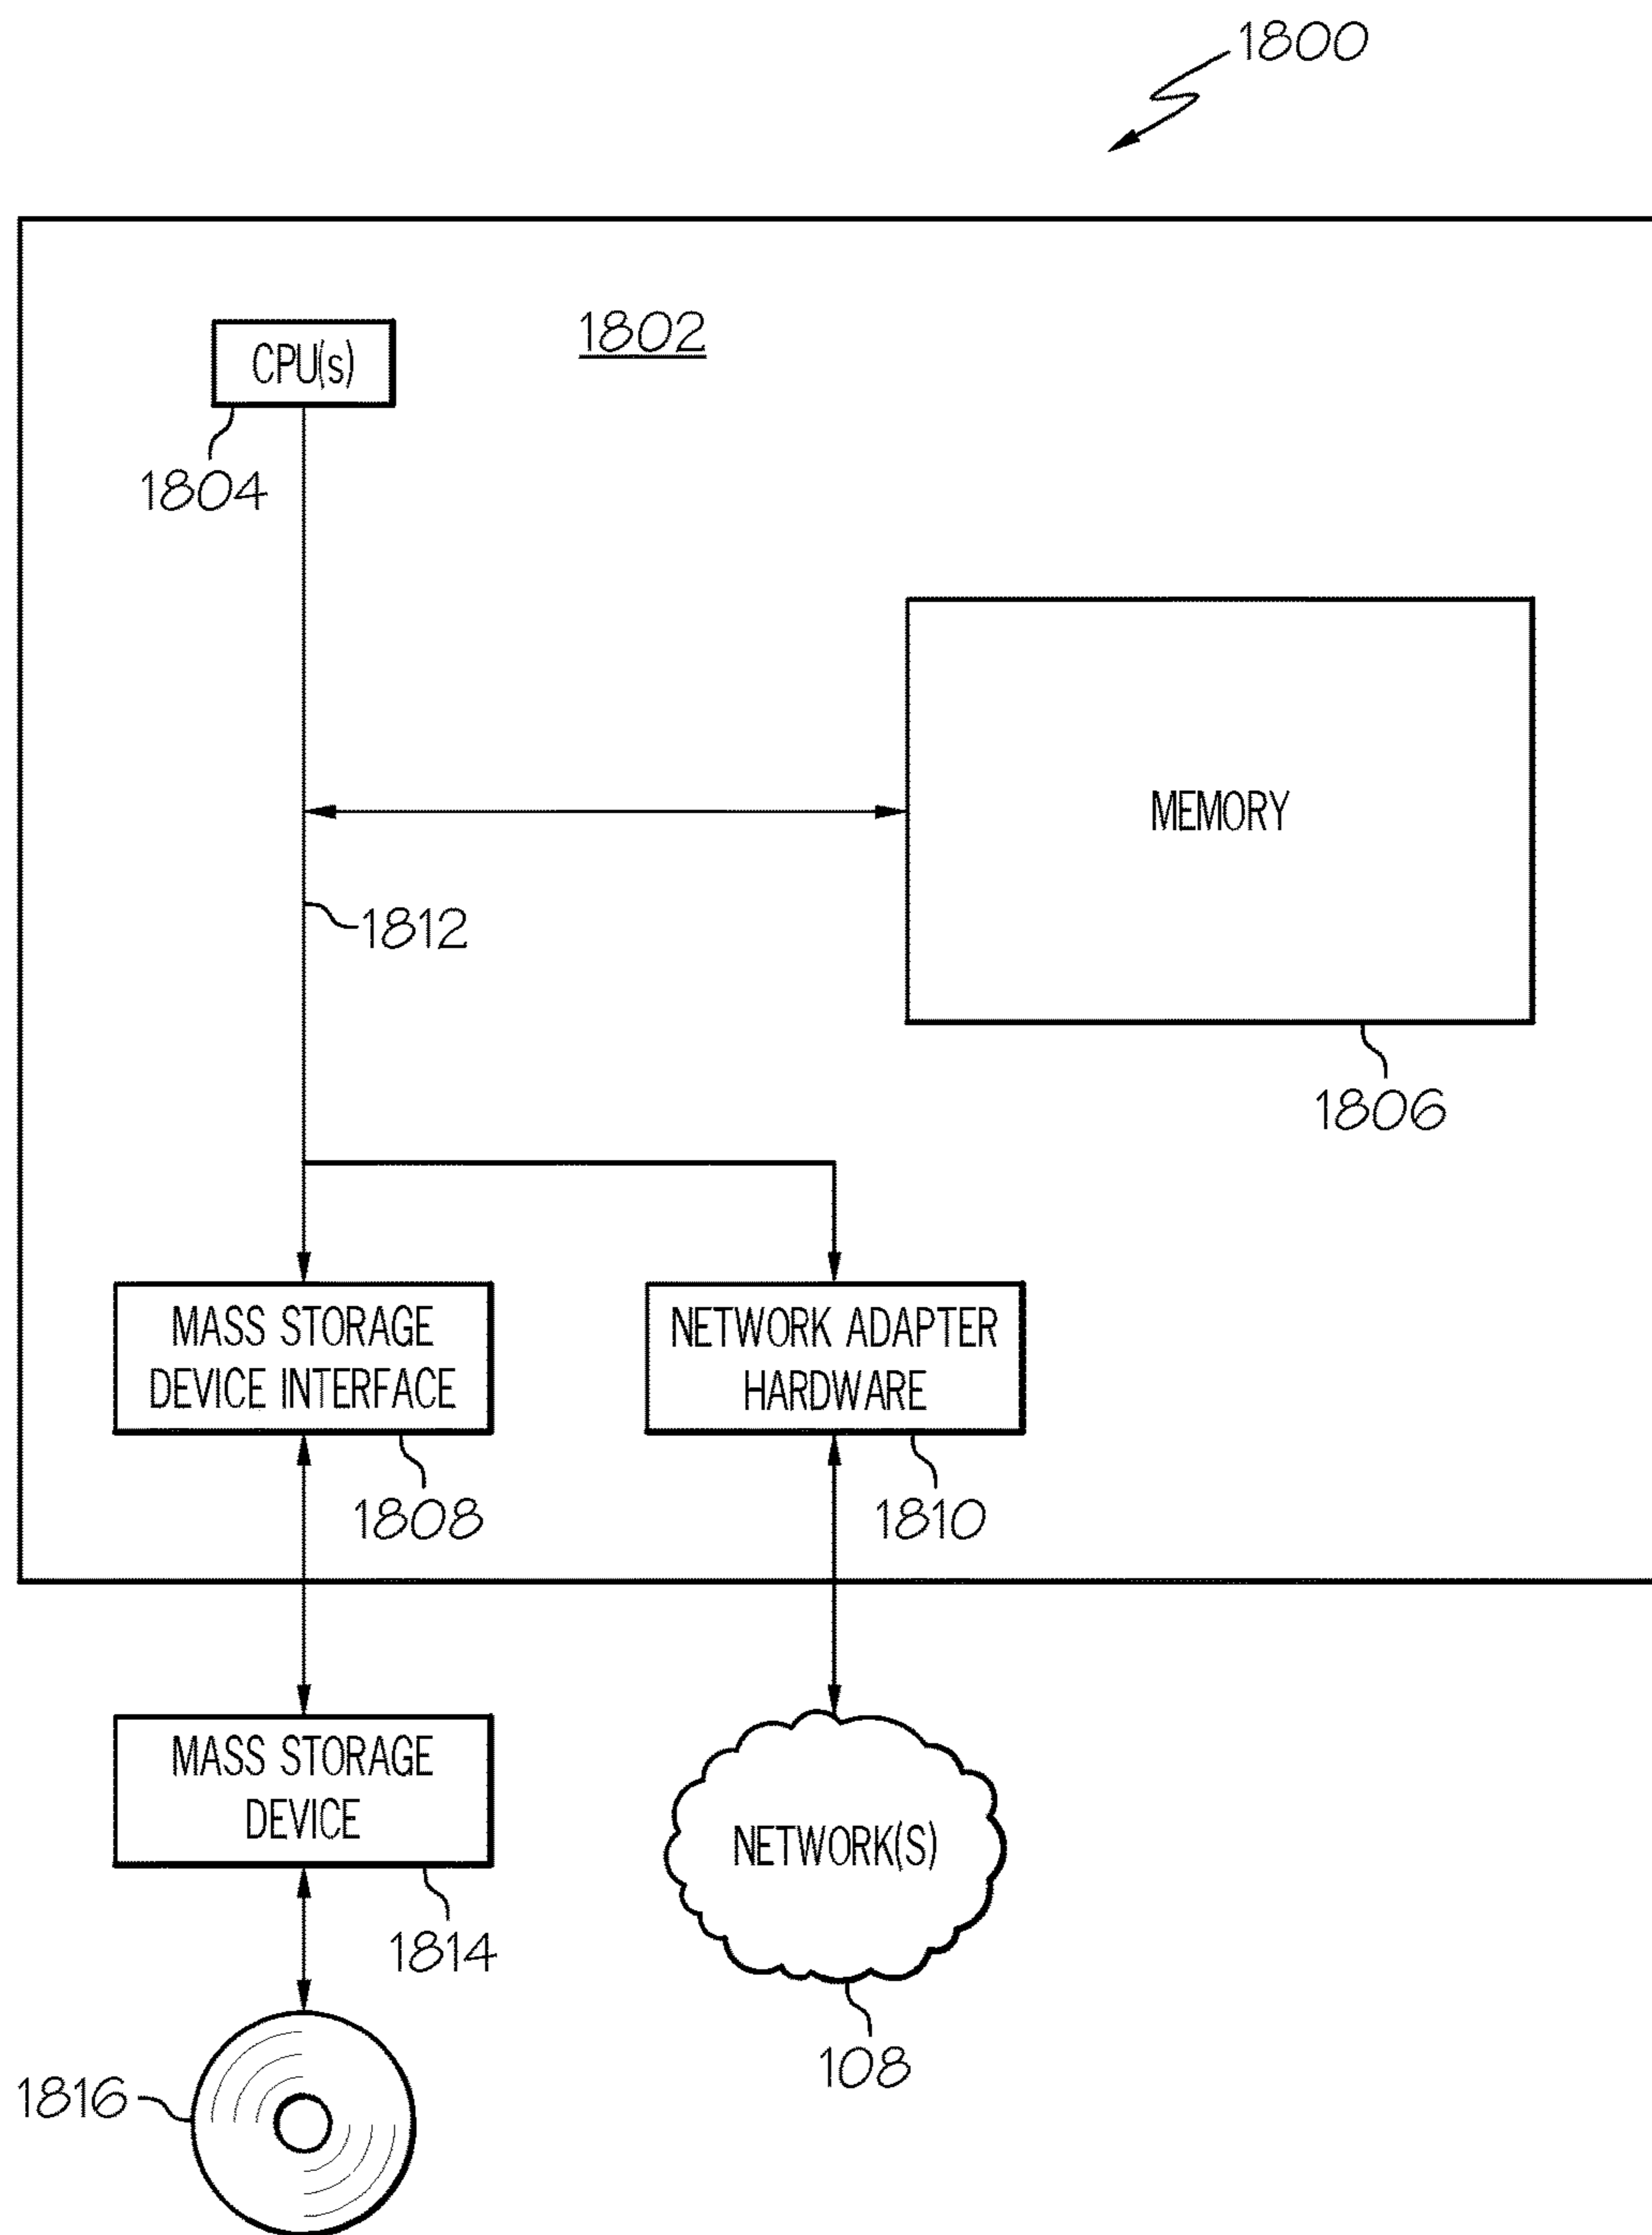 1800
1802
CPU(s)
1804
MEMORY
1812
1806
MASS STORAGE
DEVICE INTERFACE
NETWORK ADAPTER
HARDWARE
1808
1810
MASS STORAGE
DEVICE
NETWORK(S)
1814
108
1816